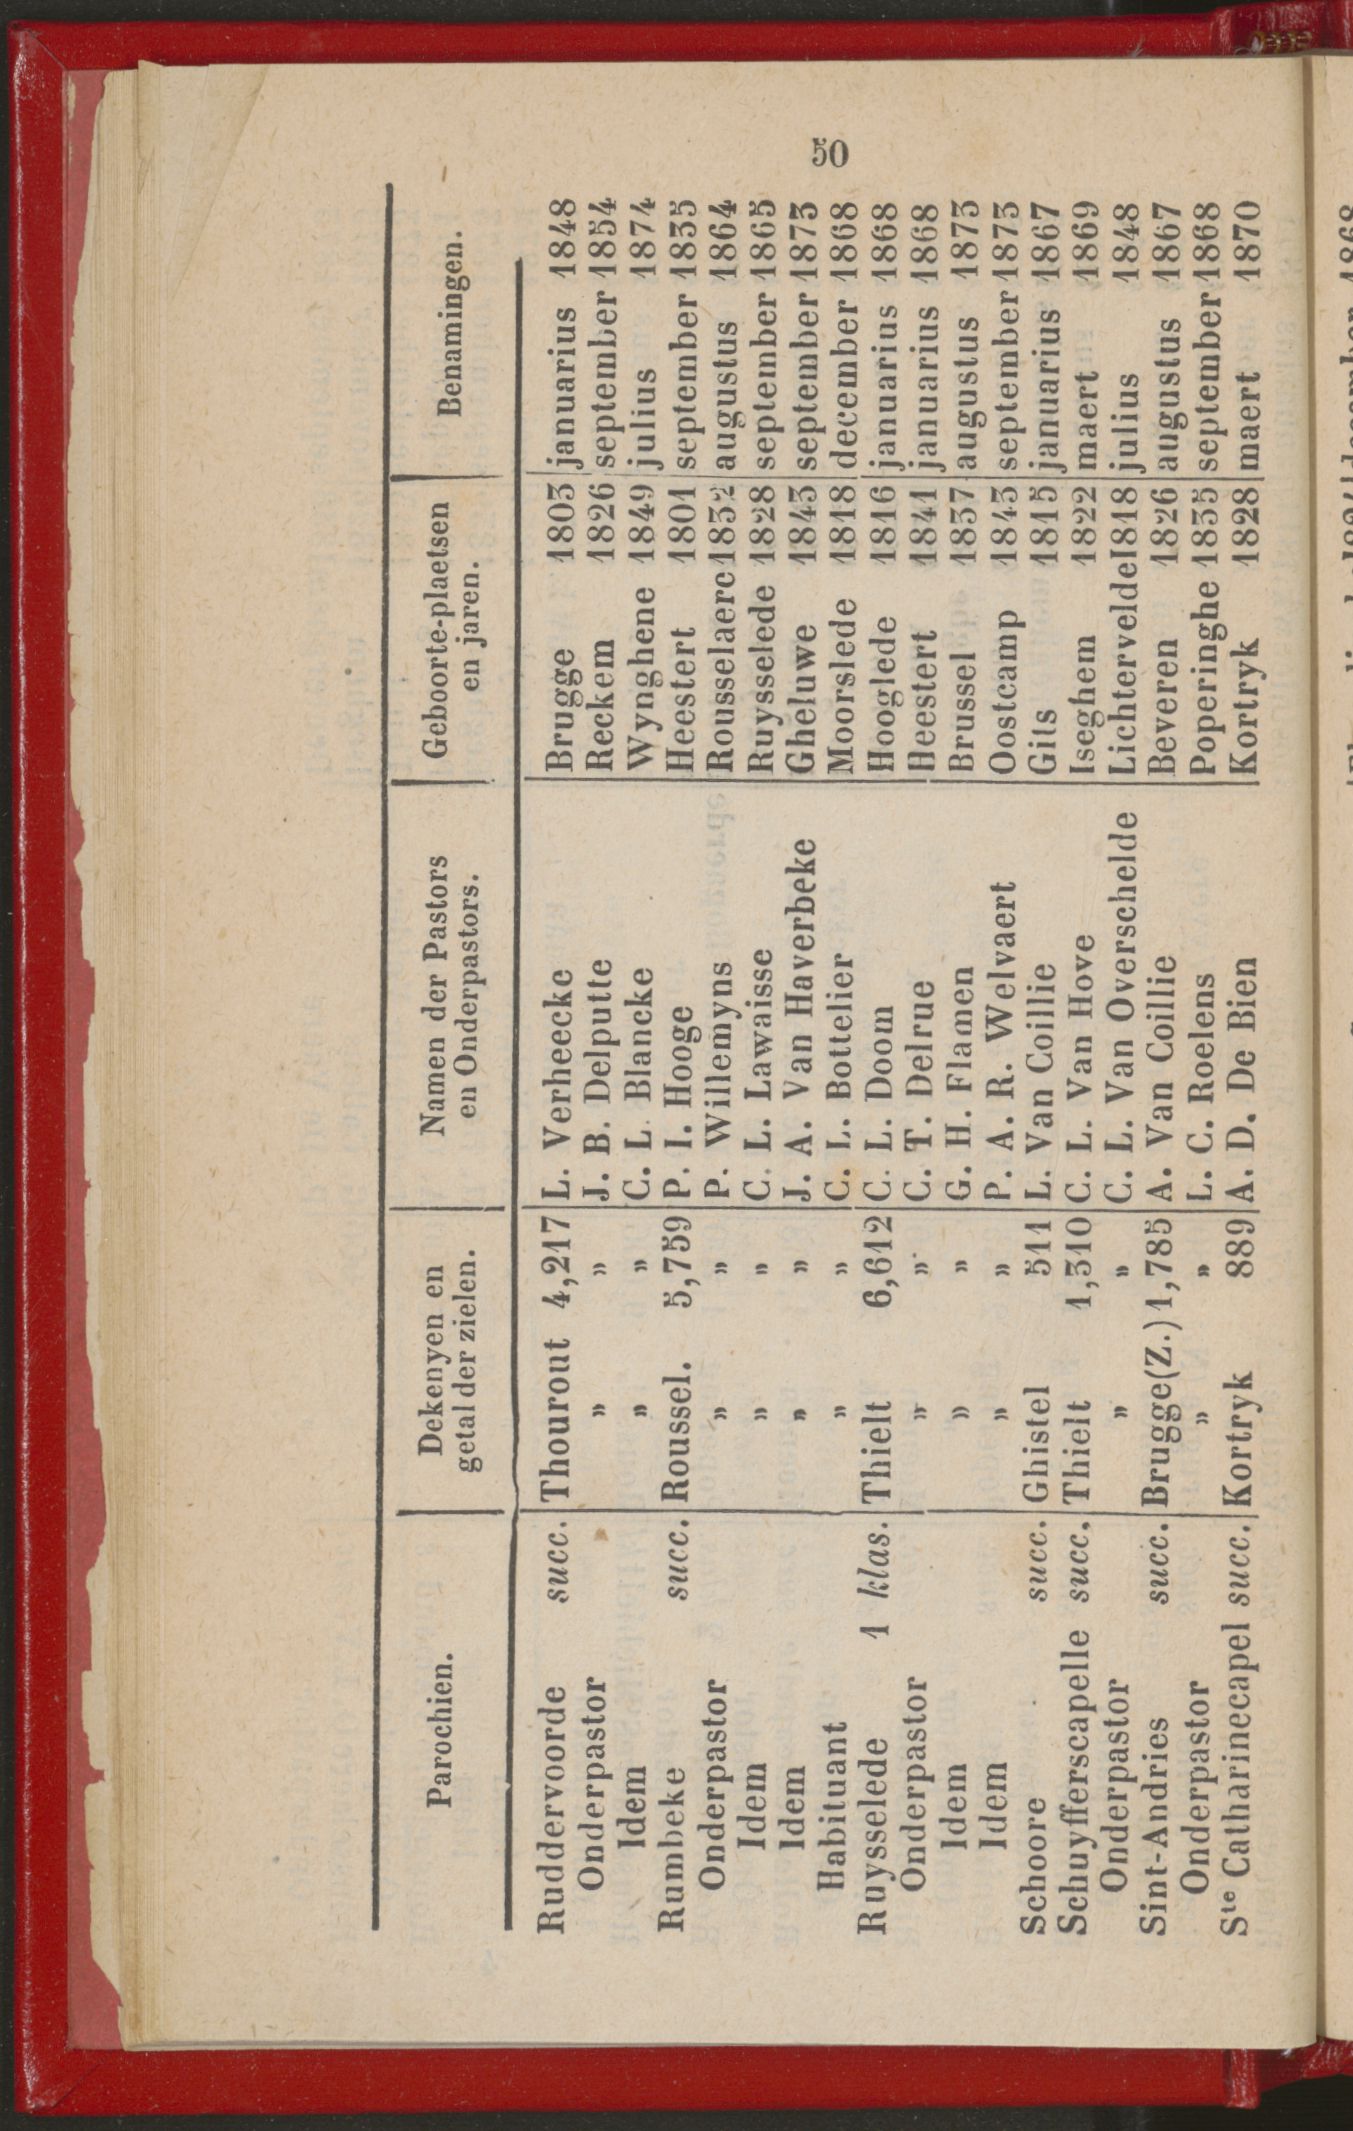 50
Parochien. Dekenyen en getal der zielen. Namen der Pastors en Onderpastors. Geboorte-plaetsen en jaren. Benamingen.
Ruddervoorde succ. Thourout 4,217 L. Verheecke Brugge 1803 januarius 1848
Onderpastor " " J. B. Delputte Reckem 1826 september 1854
Idem " " C. L. Blancke Wynghene 1849 julius 1874
Rumbeke succ. Roussel. 5,759 P. I. Hooge Heestert 1801 september 1835
Onderpastor " " P. Willemyns Rousselaere 1832 augustus 1864
Idem " " C. L. Lawaisse Ruysselede 1828 september 1865
Idem " " J. A. Van Haverbeke Gheluwe 1843 september 1873
Habituant " " C. L. Bottelier Moorslede 1818 december 1868
Ruysselede 1 klas. Thielt 6,612 C. L. Doom Hooglede 1816 januarius 1868
Onderpastor " " C. T. Delrue Heestert 1841 januarius 1868
Idem " " G. H. Flamen Brussel 1837 augustus 1873
Idem " " P. A. R. Welvaert Oostcamp 1843 september 1873
Schoore succ. Ghistel 511 L. Van Coillie Gits 1815 januarius 1867
Schuyfferscapelle succ. Thielt 1,310 C. L. Van Hove Iseghem 1822 maert 1869
Onderpastor " " C. L. Van Overschelde Lichtervelde 1818 julius 1848
Sint-Andries succ. Brugge (Z.) 1,785 A. Van Coillie Beveren 1826 augustus 1867
Onderpastor " " L. C. Roelens Poperinghe 1835 september 1868
Ste Catharinecapel succ. Kortryk 889 A. D. De Bien Kortryk 1828 maert 1870